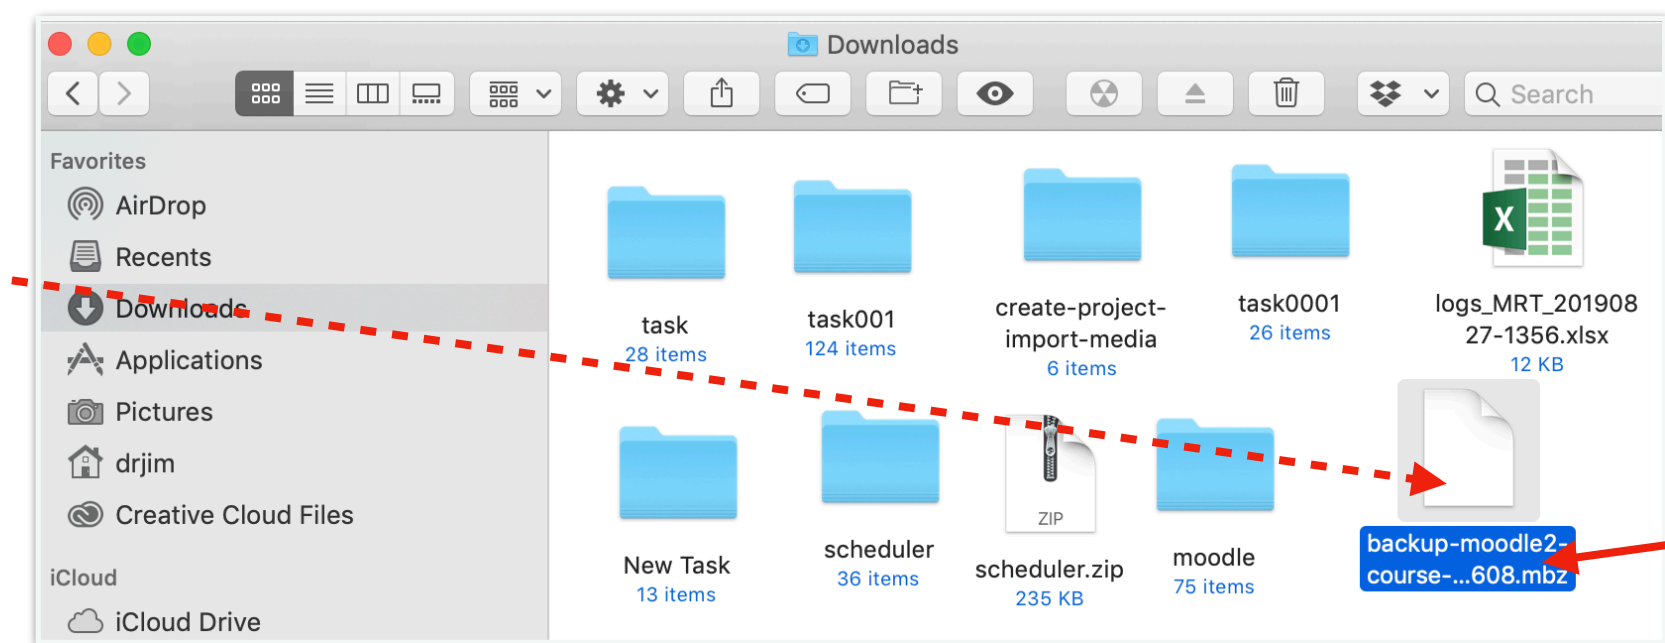 Downloads
Search
Favorites
AirDrop
Recents
Downloads
Applications
Pictures
drjim
Creative Cloud Files
iCloud
iCloud Drive
task
28 items
task001
124 items
create-project-
import-media
6 items
task0001
26 items
X
logs_MRT_201908
27-1356.xlsx
12 KB
New Task
13 items
scheduler
36 items
ZIP
scheduler.zip
235 KB
moodle
75 items
backup-moodle2-
course-...608.mbz